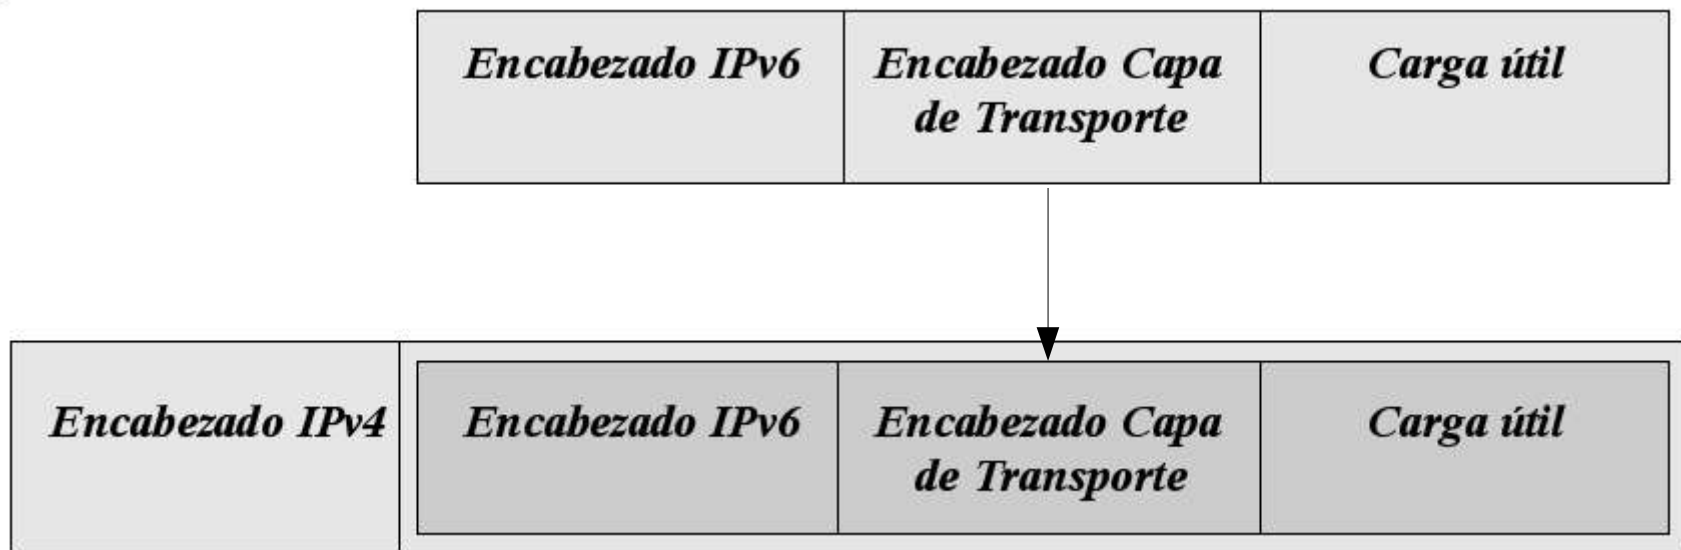 Encabezado IPv6
Encabezado Capa
de Transporte
Carga útil
Encabezado IPv4
Encabezado IPv6
Encabezado Capa
de Transporte
Carga útil